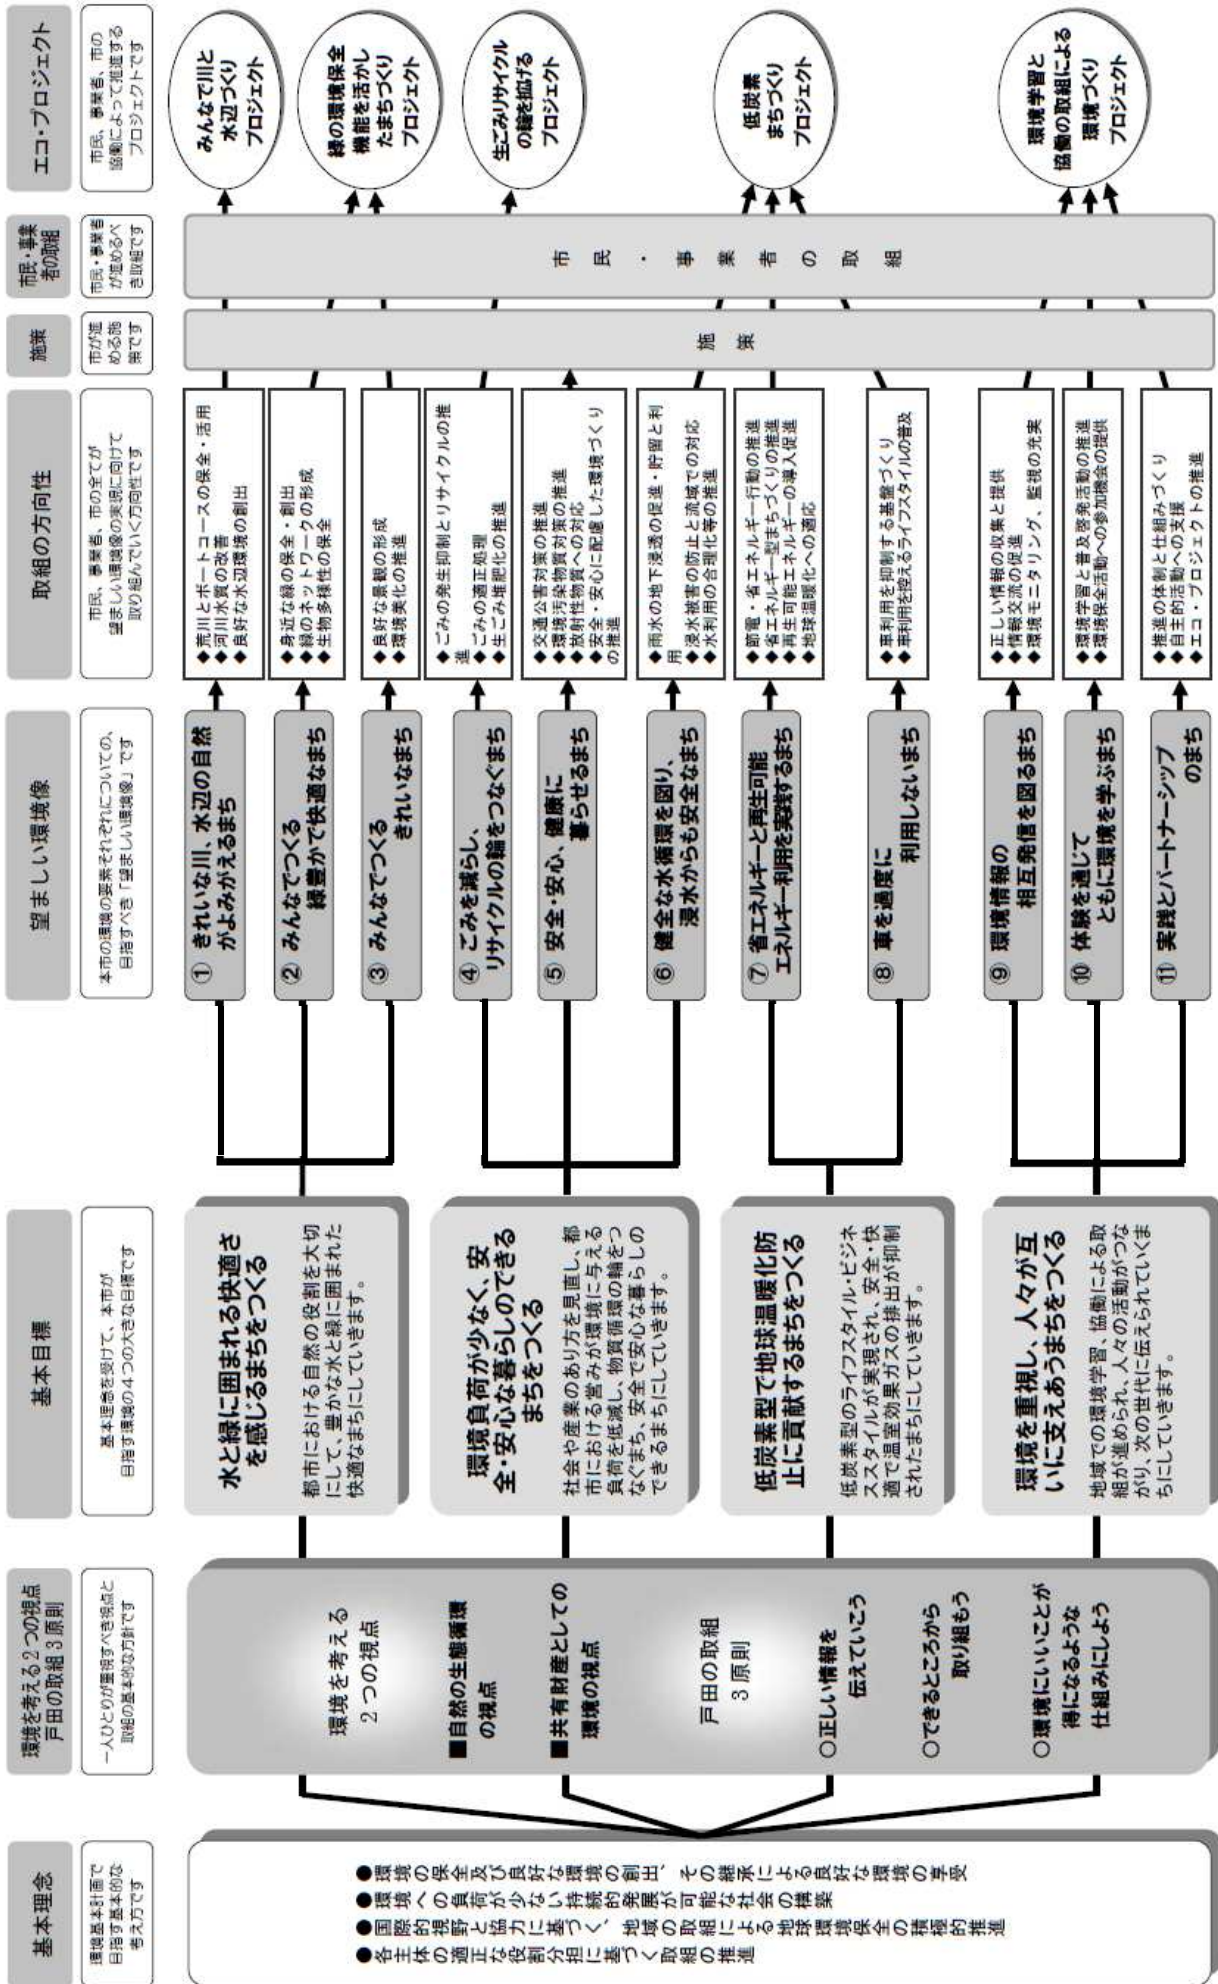 基本理念
環境基本計画で
目指す基本的な
考え方です
●環境の保全及び良好な環境の創出、その継承による良好な環境の享受
●環境への負荷が少ない持続的発展が可能な社会の構築
●国際的視野と協力に基づく、地域の取組による地球環境保全の積極的推進
●各主体の適正な役割分担に基づく取組の推進
環境を考える2つの視点
戸田の取組3原則
一人ひとりが重視すべき視点と
取組の基本的な方針です
環境を考える
2つの視点
■自然の生態循環
の視点
■共有財産としての
環境の視点
戸田の取組
3原則
○正しい情報を
伝えていこう
○できるところから
取り組もう
○環境にいいことが
得になるような
仕組みにしよう
基本目標
基本理念を受けて、本市が
目指す環境の4つの大きな目標です
水と緑に囲まれる快適さ
を感じるまちをつくる
都市における自然の役割を大切
にして、豊かな水と緑に囲まれた
快適なまちにしていきます。
環境負荷が少なく、安
全・安心な暮らしのできる
まちをつくる
社会や産業のあり方を見直し、都
市における営みが環境に与える
負荷を低減し、物質循環の輪をつ
なぐまち、安全で安心な暮らしの
できるまちにしていきます。
低炭素型で地球温暖化防
止に貢献するまちをつくる
低炭素型のライフスタイル・ビジネ
ススタイルが実現され、安全・快
適で温室効果ガスの排出が抑制
されたまちにしていきます。
環境を重視し、人々が互
いに支えあうまちをつくる
地域での環境学習、協働による取
組が進められ、人々の活動がつな
がり、次の世代に伝えられていくま
ちにしていきます。
望ましい環境像
本市の環境の要素それぞれについての、
目指すべき「望ましい環境像」です
① きれいな川、水辺の自然
がよみがえるまち
② みんなでつくる
緑豊かで快適なまち
③ みんなでつくる
きれいなまち
④ ごみを減らし、
リサイクルの輪をつなぐまち
⑤ 安全・安心、健康に
暮らせるまち
⑥ 健全な水循環を図り、
浸水からも安全なまち
⑦ 省エネルギーと再生可能
エネルギー利用を実践するまち
⑧ 車を過度に
利用しないまち
⑨ 環境情報の
相互発信を図るまち
⑩ 体験を通じて
ともに環境を学ぶまち
⑪ 実践とパートナーシップ
のまち
取組の方向性
市民、事業者、市の全てが
望ましい環境像の実現に向けて
取り組んでいく方向性です
◆荒川とボートコースの保全・活用
◆河川水質の改善
◆良好な水辺環境の創出
◆身近な緑の保全・創出
◆緑のネットワークの形成
◆生物多様性の保全
◆良好な景観の形成
◆環境美化の推進
◆ごみの発生抑制とリサイクルの推
進
◆ごみの適正処理
◆生ごみ堆肥化の推進
◆交通公害対策の推進
◆環境汚染物質対策の推進
◆放射性物質への対応
◆安全・安心に配慮した環境づくり
の推進
◆雨水の地下浸透の促進・貯留と利
用
◆浸水被害の防止と流域での対応
◆水利用の合理化等の推進
◆節電・省エネルギー行動の推進
◆省エネルギー型まちづくりの推進
◆再生可能エネルギーの導入促進
◆地球温暖化への適応
◆車利用を抑制する基盤づくり
◆車利用を控えるライフスタイルの普及
◆正しい情報の収集と提供
◆情報交流の促進
◆環境モニタリング、監視の充実
◆環境学習と普及啓発活動の推進
◆環境保全活動への参加機会の提供
◆推進の体制と仕組みづくり
◆自主的活動への支援
◆エコ・プロジェクトの推進
施策
市が進
める施
策です
施策
市民・事業
者の取組
市民・事業者
が進めるべ
き取組です
市民・事業者の取組
エコ・プロジェクト
市民、事業者、市の
協働によって推進する
プロジェクトです
みんなで川と
水辺づくり
プロジェクト
緑の環境保全
機能を活かし
たまちづくり
プロジェクト
生ごみリサイクル
の輪を拡げる
プロジェクト
低炭素
まちづくり
プロジェクト
環境学習と
協働の取組による
環境づくり
プロジェクト